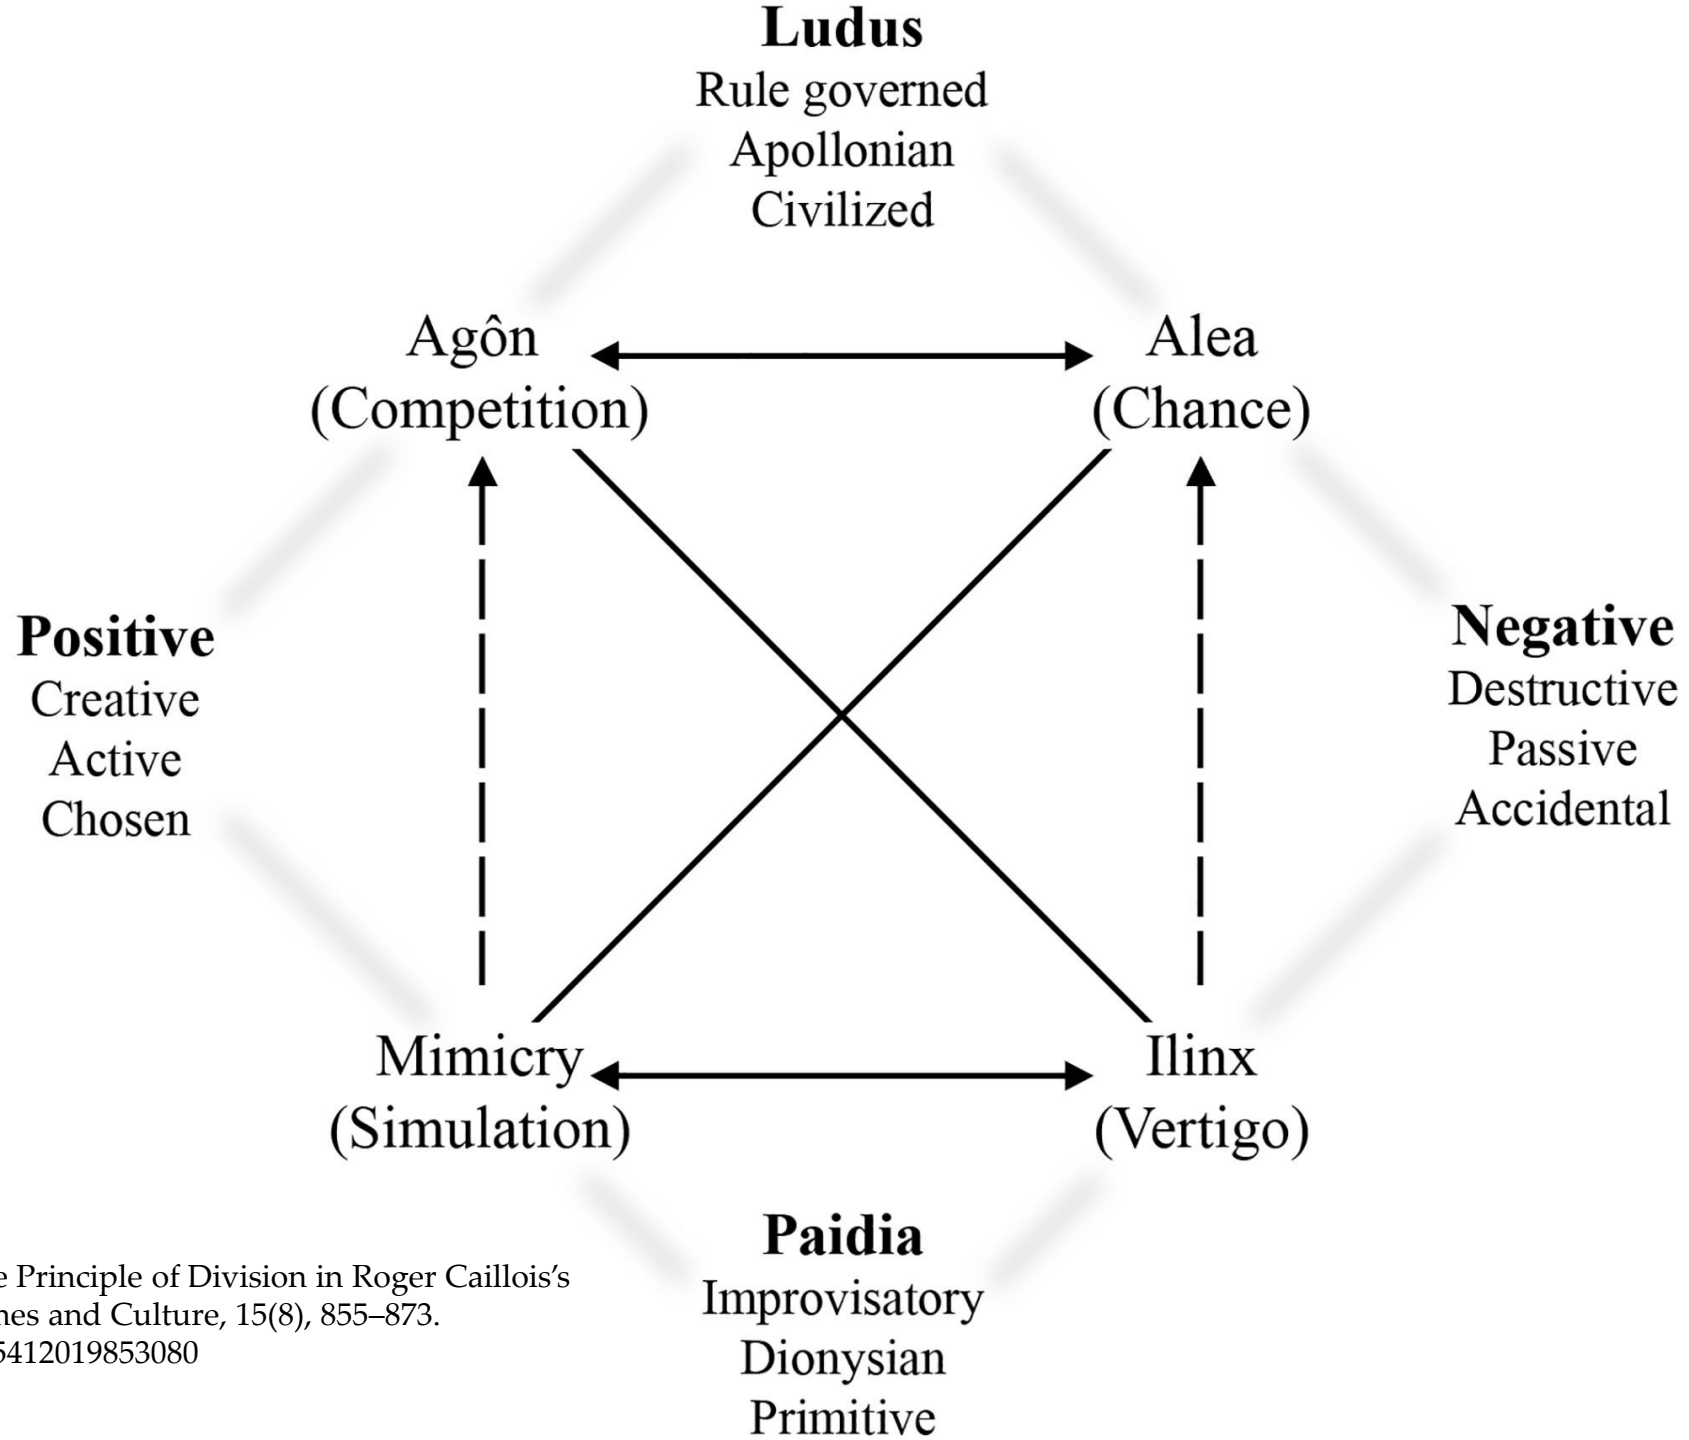 Ludus
Rule governed
Apollonian
Civilized
Agôn
(Competition)
Alea
(Chance)
Positive
Creative
Active
Chosen
Negative
Destructive
Passive
Accidental
Mimicry
(Simulation)
Ilinx
(Vertigo)
Paidia
Improvisatory
Dionysian
Primitive
Principle of Division in Roger Caillois's
and Culture, 15(8), 855–873.
5412019853080